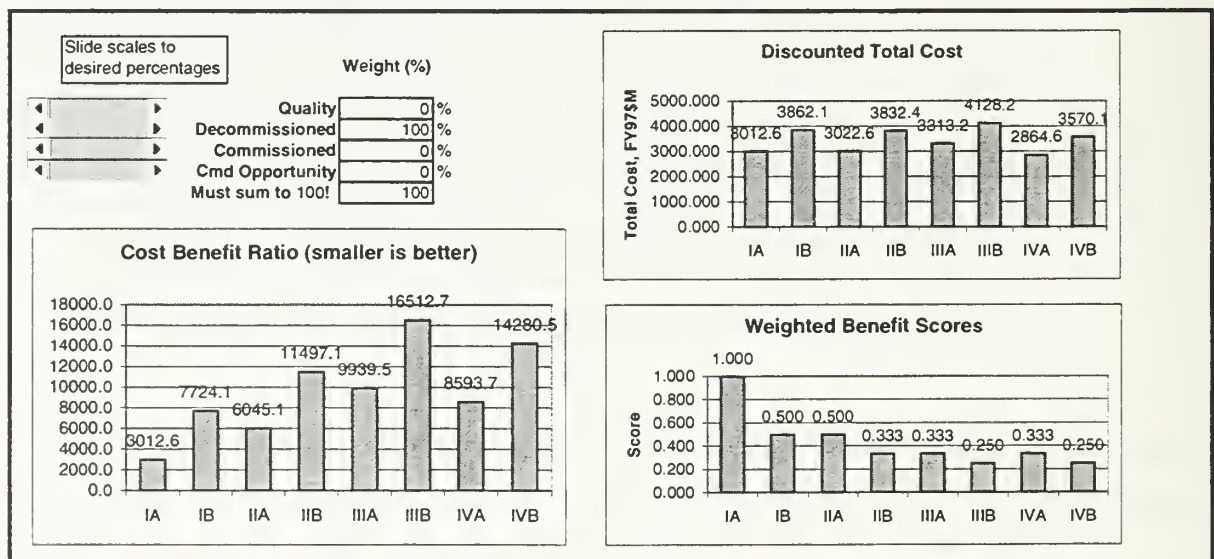 Slide scales to
desired percentages
Weight (%)
Quality 0 %
Decommissioned 100 %
Commissioned 0 %
Cmd Opportunity 0 %
Must sum to 100! 100
Discounted Total Cost
Total Cost, FY97$M
5000.000
4000.000
3000.000
2000.000
1000.000
0.000
3012.6 3862.1 3022.6 3832.4 3313.2 4128.2 2864.6 3570.1
IA IB IIA IIB IIIA IIIB IVA IVB
Cost Benefit Ratio (smaller is better)
18000.0
16000.0
14000.0
12000.0
10000.0
8000.0
6000.0
4000.0
2000.0
0.0
3012.6 7724.1 6045.1 11497.1 9939.5 16512.7 8593.7 14280.5
IA IB IIA IIB IIIA IIIB IVA IVB
Weighted Benefit Scores
Score
1.000
0.800
0.600
0.400
0.200
0.000
1.000 0.500 0.500 0.333 0.333 0.250 0.333 0.250
IA IB IIA IIB IIIA IIIB IVA IVB